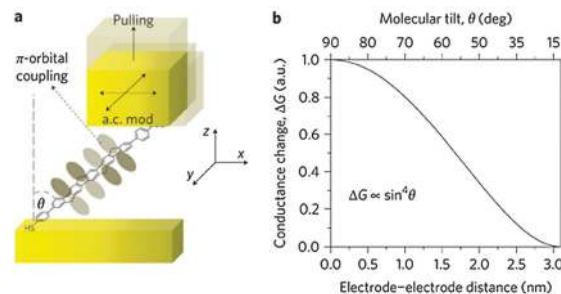 a
Pulling
π-orbital
coupling
a.c. mod
z
x
y
θ
HS
b
Molecular tilt, θ (deg)
90 80 70 60 45 35 15
Conductance change, ΔG (a.u.)
1.0
0.8
0.6
0.4
0.2
0.0
ΔG ∝ sin⁴θ
0.0 0.5 1.0 1.5 2.0 2.5 3.0
Electrode–electrode distance (nm)